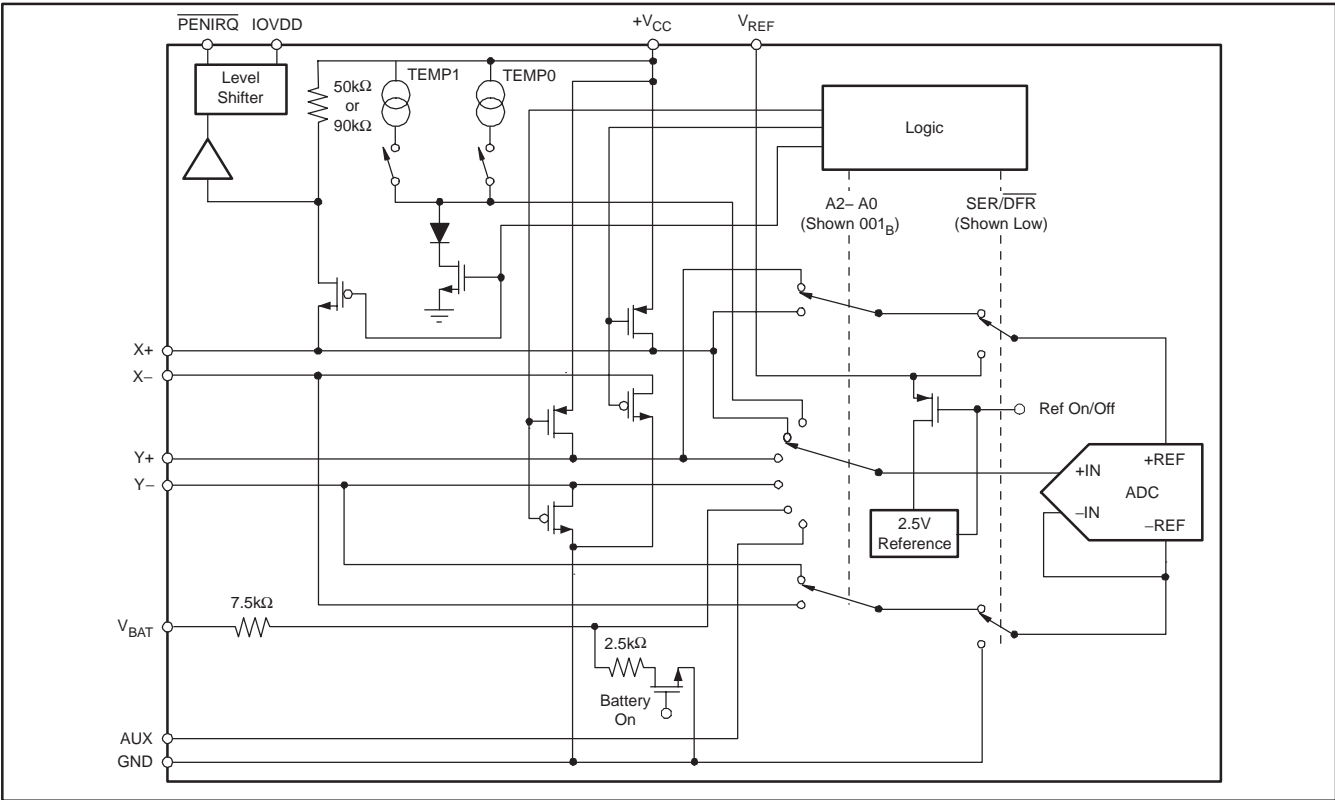 PENIRQ IOVDD
+VCC
VREF
Level
Shifter
50kΩ
or
90kΩ
TEMP1
TEMP0
Logic
A2– A0
(Shown 001B)
SER/DFR
(Shown Low)
X+
X–
Y+
Y–
Ref On/Off
+IN
+REF
ADC
–IN
–REF
2.5V
Reference
7.5kΩ
VBAT
2.5kΩ
Battery
On
AUX
GND